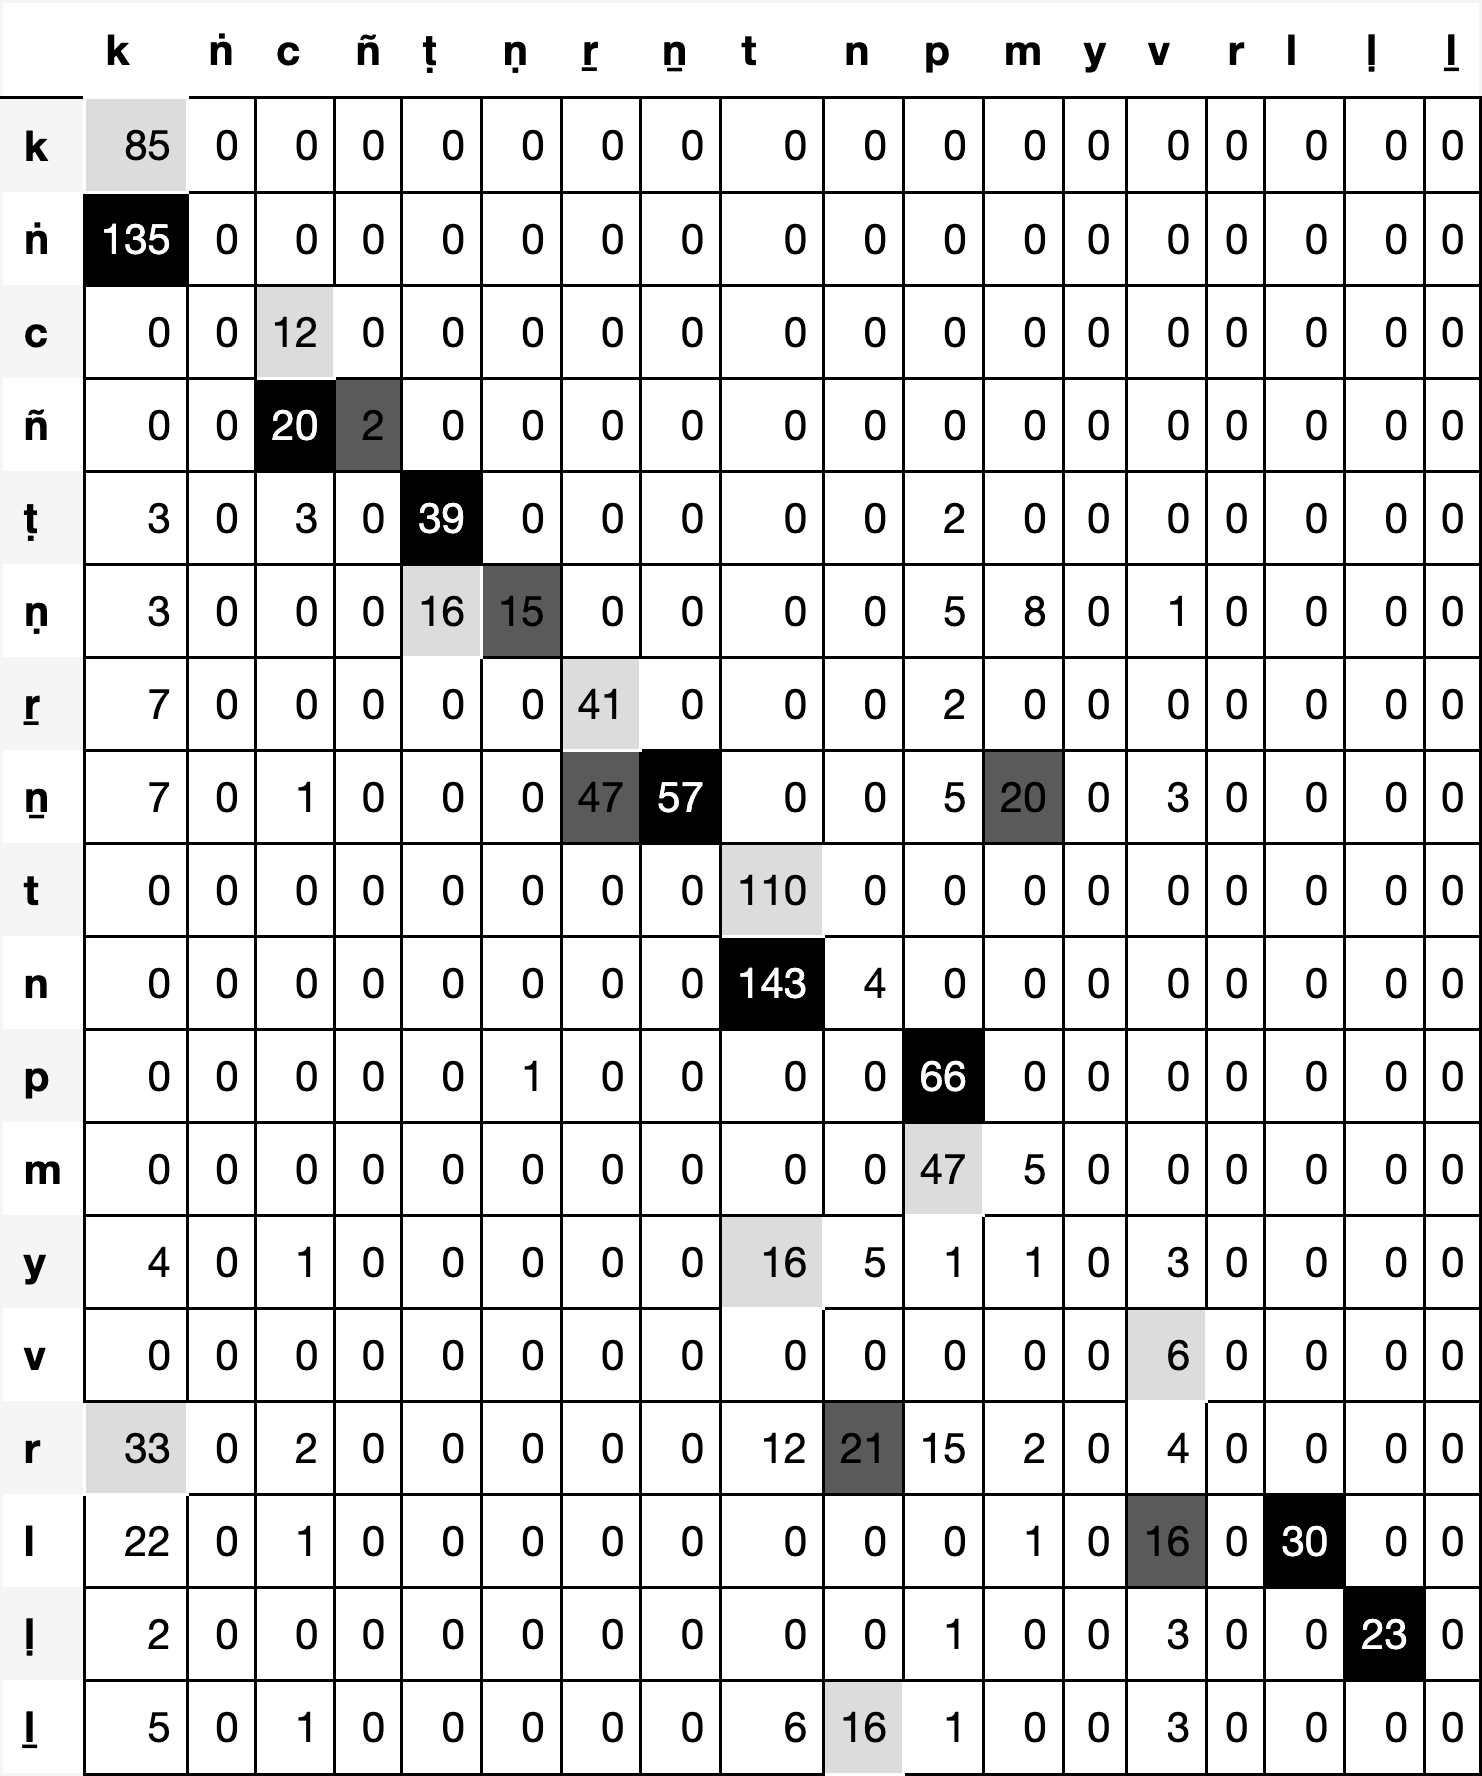 k ṅ c ñ ṭ ṇ ṟ ṉ t n p m y v r l ḷ ḻ
k 85 0 0 0 0 0 0 0 0 0 0 0 0 0 0 0 0 0
ṅ 135 0 0 0 0 0 0 0 0 0 0 0 0 0 0 0 0 0
c 0 0 12 0 0 0 0 0 0 0 0 0 0 0 0 0 0 0
ñ 0 0 20 2 0 0 0 0 0 0 0 0 0 0 0 0 0 0
ṭ 3 0 3 0 39 0 0 0 0 0 2 0 0 0 0 0 0 0
ṇ 3 0 0 0 16 15 0 0 0 0 5 8 0 1 0 0 0 0
ṟ 7 0 0 0 0 0 41 0 0 0 2 0 0 0 0 0 0 0
ṉ 7 0 1 0 0 0 47 57 0 0 5 20 0 3 0 0 0 0
t 0 0 0 0 0 0 0 0 110 0 0 0 0 0 0 0 0 0
n 0 0 0 0 0 0 0 0 143 4 0 0 0 0 0 0 0 0
p 0 0 0 0 0 1 0 0 0 0 66 0 0 0 0 0 0 0
m 0 0 0 0 0 0 0 0 0 0 47 5 0 0 0 0 0 0
y 4 0 1 0 0 0 0 0 16 5 1 1 0 3 0 0 0 0
v 0 0 0 0 0 0 0 0 0 0 0 0 0 6 0 0 0 0
r 33 0 2 0 0 0 0 0 12 21 15 2 0 4 0 0 0 0
l 22 0 1 0 0 0 0 0 0 0 0 1 0 16 0 30 0 0
ḷ 2 0 0 0 0 0 0 0 0 0 1 0 0 3 0 0 23 0
ḻ 5 0 1 0 0 0 0 0 6 16 1 0 0 3 0 0 0 0